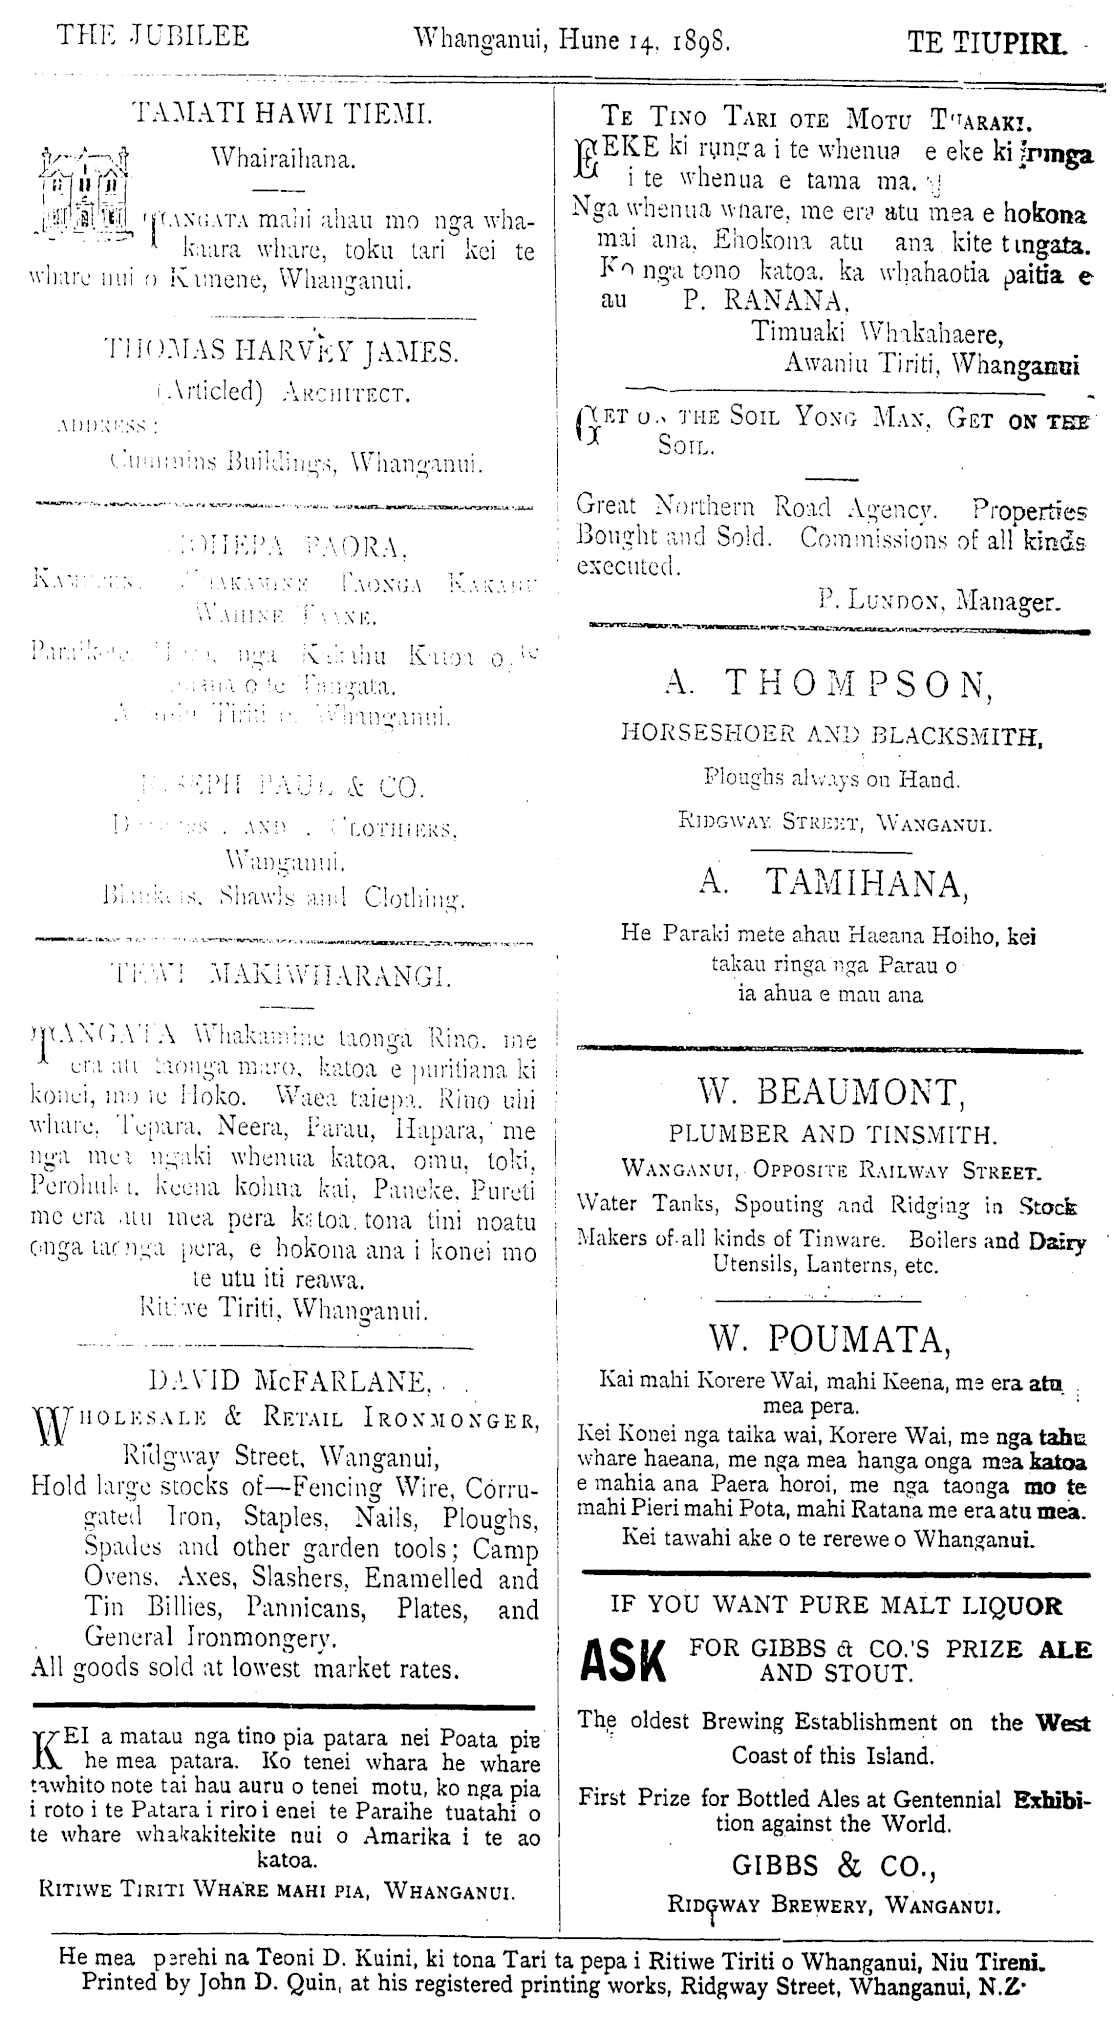 THE JUBILEE
Whanganui, Hune 14, 1898.
TE TIUPIRI.
TAMATI HAWI TIEMI.
Whairaihana.
TANGATA mahi ahau mo nga wha-
kaara whare, toku tari kei te
whare nui o Kamene, Whanganui.
THOMAS HARVEY JAMES.
(Articled) ARCHITECT.
ADDRESS:
Cummins Buildings, Whanganui.
HOHEPA PAORA,
TAONGA KAKAHU
WAHINE TAANE.
nga Kakahu Katoa o te
o te Tangata.
Tiriti o Whanganui.
JOSEPH PAUL & CO.
DRAPERS . AND . CLOTHIERS,
Wanganui.
Blankets, Shawls and Clothing.
TEWI MAKIWHARANGI.
TANGATA Whakamine taonga Rino, me
era atu taonga maro, katoa e puritiana ki
konei, mo te Hoko. Waea taiepa, Rino uhi
whare, Tepara, Neera, Parau, Hapara, me
nga mea ngaki whenua katoa, omu, toki,
Perohuka, keena kohua kai, Paneke, Pureti
me era atu mea pera katoa, tona tini noatu
onga taonga pera, e hokona ana i konei mo
te utu iti reawa.
Ritiwe Tiriti, Whanganui.
DAVID McFARLANE,
WHOLESALE & RETAIL IRONMONGER,
Ridgway Street, Wanganui,
Hold large stocks of—Fencing Wire, Corru-
gated Iron, Staples, Nails, Ploughs,
Spades and other garden tools; Camp
Ovens, Axes, Slashers, Enamelled and
Tin Billies, Pannicans, Plates, and
General Ironmongery.
All goods sold at lowest market rates.
KEI a matau nga tino pia patara nei Poata pia
he mea patara. Ko tenei whara he whare
tawhito note tai hau auru o tenei motu, ko nga pia
i roto i te Patara i riro i enei te Paraihe tuatahi o
te whare whakakitekite nui o Amarika i te ao
katoa.
RITIWE TIRITI WHARE MAHI PIA, WHANGANUI.
TE TINO TARI OTE MOTU TUARAKI.
EEKE ki runga i te whenua e eke ki runga
i te whenua e tama ma.
Nga whenua whare, me era atu mea e hokona
mai ana, Ehokona atu ana kite tangata.
Ko nga tono katoa, ka whahaotia paitia e
au P. RANANA,
Timuaki Whakahaere,
Awaniu Tiriti, Whanganui
GET ON THE SOIL YONG MAN, GET ON THE
SOIL.
Great Northern Road Agency. Properties
Bought and Sold. Commissions of all kinds
executed.
P. LUNDON, Manager.
A. THOMPSON,
HORSESHOER AND BLACKSMITH,
Ploughs always on Hand.
RIDGWAY STREET, WANGANUI.
A. TAMIHANA,
He Paraki mete ahau Haeana Hoiho, kei
takau ringa nga Parau o
ia ahua e mau ana
W. BEAUMONT,
PLUMBER AND TINSMITH.
WANGANUI, OPPOSITE RAILWAY STREET.
Water Tanks, Spouting and Ridging in Stock
Makers of all kinds of Tinware. Boilers and Dairy
Utensils, Lanterns, etc.
W. POUMATA,
Kai mahi Korere Wai, mahi Keena, me era atu
mea pera.
Kei Konei nga taika wai, Korere Wai, me nga tahu
whare haeana, me nga mea hanga onga mea katoa
e mahia ana Paera horoi, me nga taonga mo te
mahi Pieri mahi Pota, mahi Ratana me era atu mea.
Kei tawahi ake o te rerewe o Whanganui.
IF YOU WANT PURE MALT LIQUOR
ASK FOR GIBBS & CO.'S PRIZE ALE
AND STOUT.
The oldest Brewing Establishment on the West
Coast of this Island.
First Prize for Bottled Ales at Gentennial Exhibi-
tion against the World.
GIBBS & CO.,
RIDGWAY BREWERY, WANGANUI.
He mea perehi na Teoni D. Kuini, ki tona Tari ta pepa i Ritiwe Tiriti o Whanganui, Niu Tireni.
Printed by John D. Quin, at his registered printing works, Ridgway Street, Whanganui, N.Z.